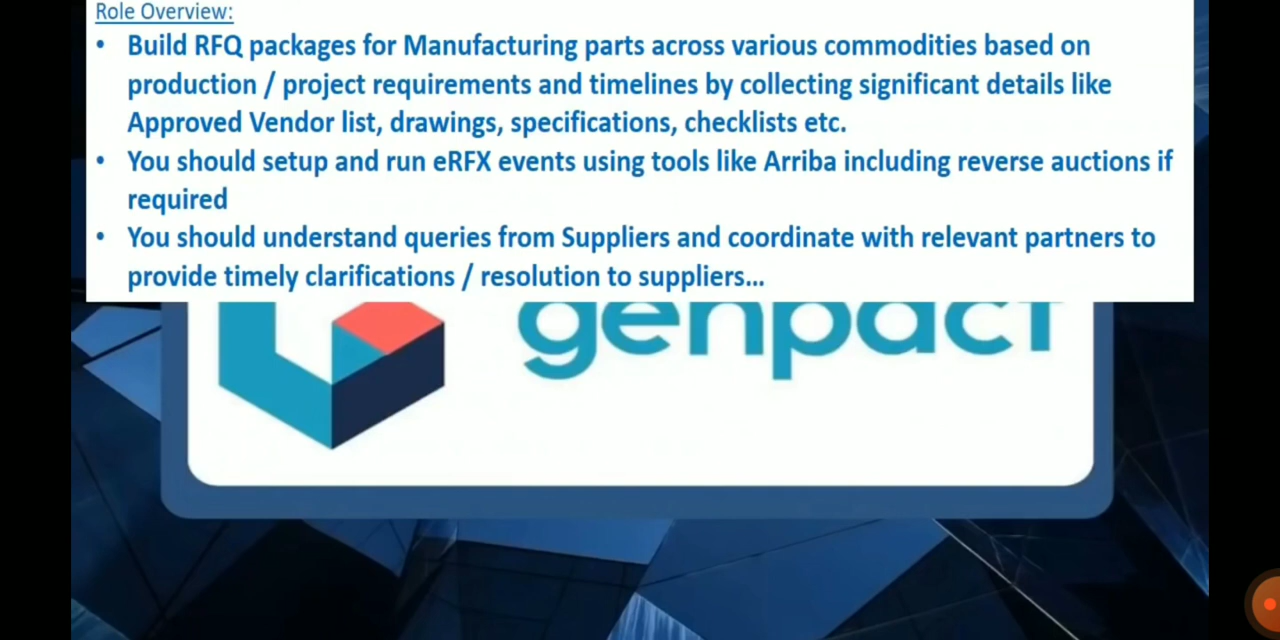 Role Overview:
• Build RFQ packages for Manufacturing parts across various commodities based on
production / project requirements and timelines by collecting significant details like
Approved Vendor list, drawings, specifications, checklists etc.
• You should setup and run eRFX events using tools like Arriba including reverse auctions if
required
• You should understand queries from Suppliers and coordinate with relevant partners to
provide timely clarifications / resolution to suppliers...
genpact